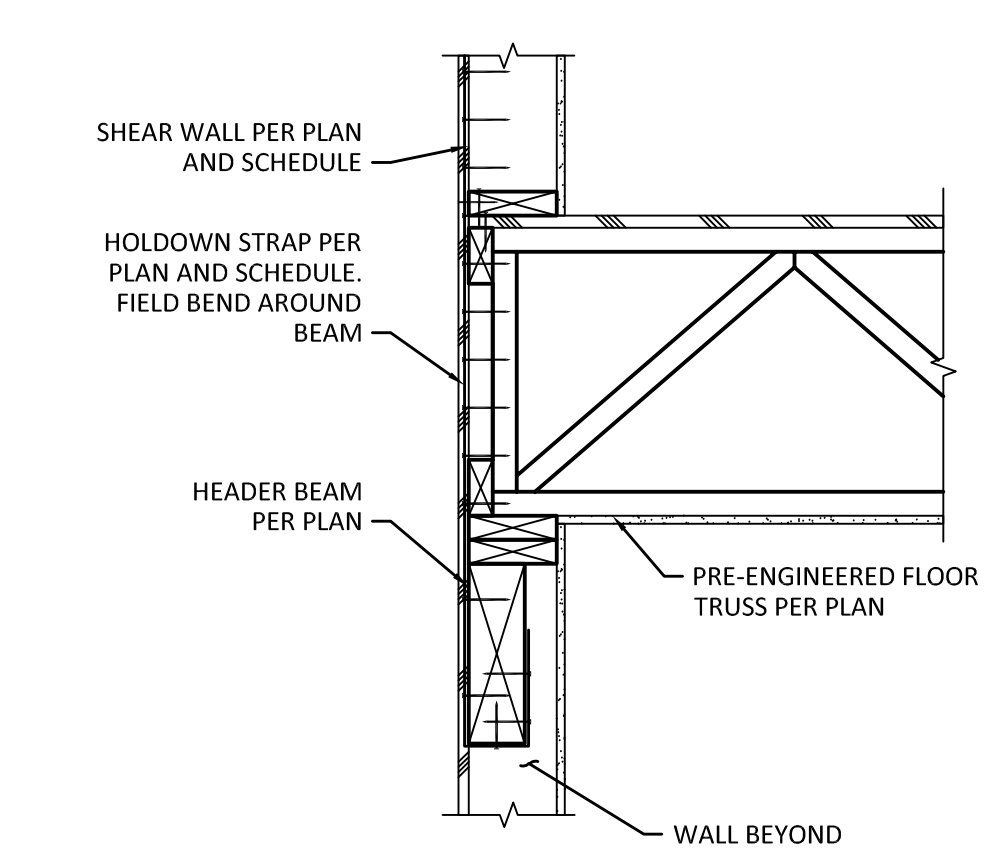 SHEAR WALL PER PLAN
AND SCHEDULE
HOLDOWN STRAP PER
PLAN AND SCHEDULE.
FIELD BEND AROUND
BEAM
HEADER BEAM
PER PLAN
PRE-ENGINEERED FLOOR
TRUSS PER PLAN
WALL BEYOND